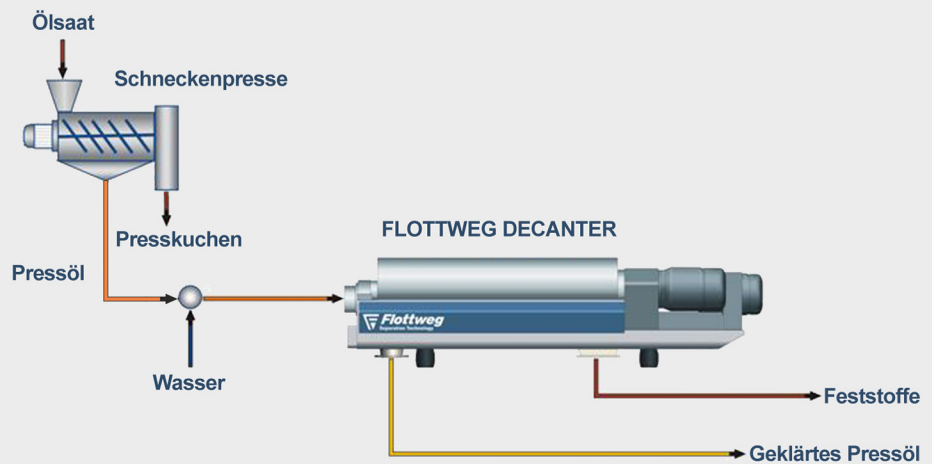 Ölsaat
Schneckenpresse
Presskuchen
FLOTTWEG DECANTER
Pressöl
Flottweg
Separation Technology
Wasser
Feststoffe
Geklärtes Pressöl